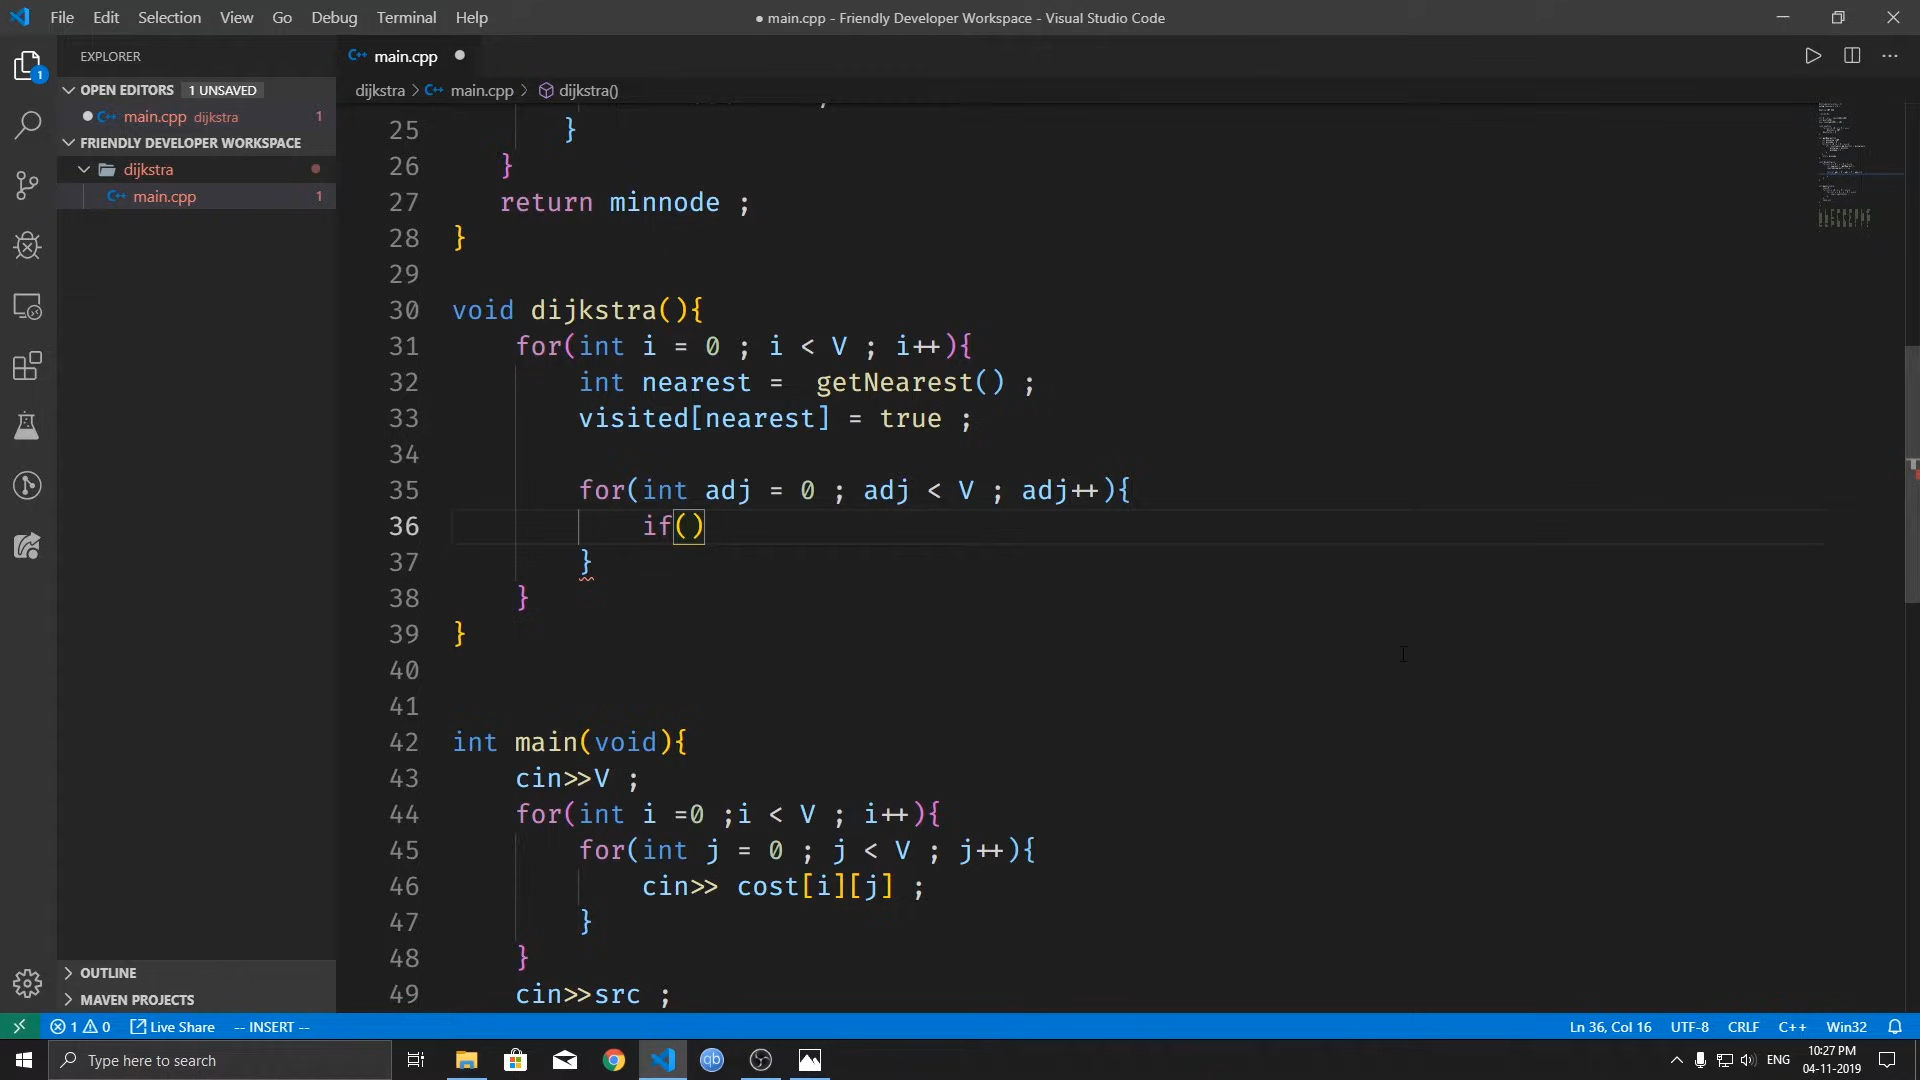 File Edit Selection View Go Debug Terminal Help
● main.cpp - Friendly Developer Workspace - Visual Studio Code
EXPLORER
main.cpp
OPEN EDITORS 1 UNSAVED
main.cpp dijkstra 1
FRIENDLY DEVELOPER WORKSPACE
dijkstra
main.cpp 1
1
dijkstra > main.cpp > dijkstra()
25 }
26 }
27 return minnode ;
28 }
29
30 void dijkstra(){
31 for(int i = 0 ; i < V ; i++){
32 int nearest =  getNearest() ;
33 visited[nearest] = true ;
34
35 for(int adj = 0 ; adj < V ; adj++){
36 if()
37 }
38 }
39 }
40
41
42 int main(void){
43 cin>>V ;
44 for(int i =0 ;i < V ; i++){
45 for(int j = 0 ; j < V ; j++){
46 cin>> cost[i][j] ;
47 }
48 }
49 cin>>src ;
OUTLINE
MAVEN PROJECTS
1 0 Live Share -- INSERT --
Ln 36, Col 16 UTF-8 CRLF C++ Win32
Type here to search
qb
ENG
10:27 PM
04-11-2019